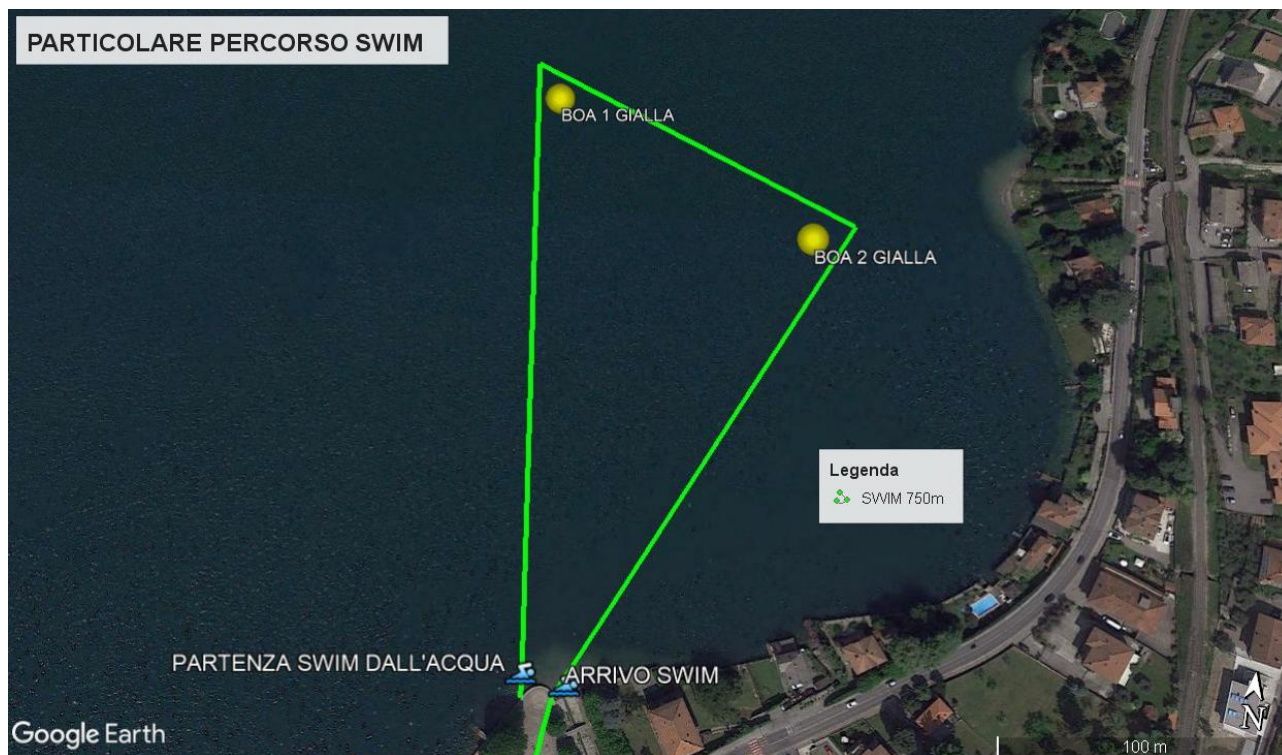 PARTICOLARE PERCORSO SWIM
BOA 1 GIALLA
BOA 2 GIALLA
Legenda
SWIM 750m
PARTENZA SWIM DALL'ACQUA
ARRIVO SWIM
N
Google Earth
100 m